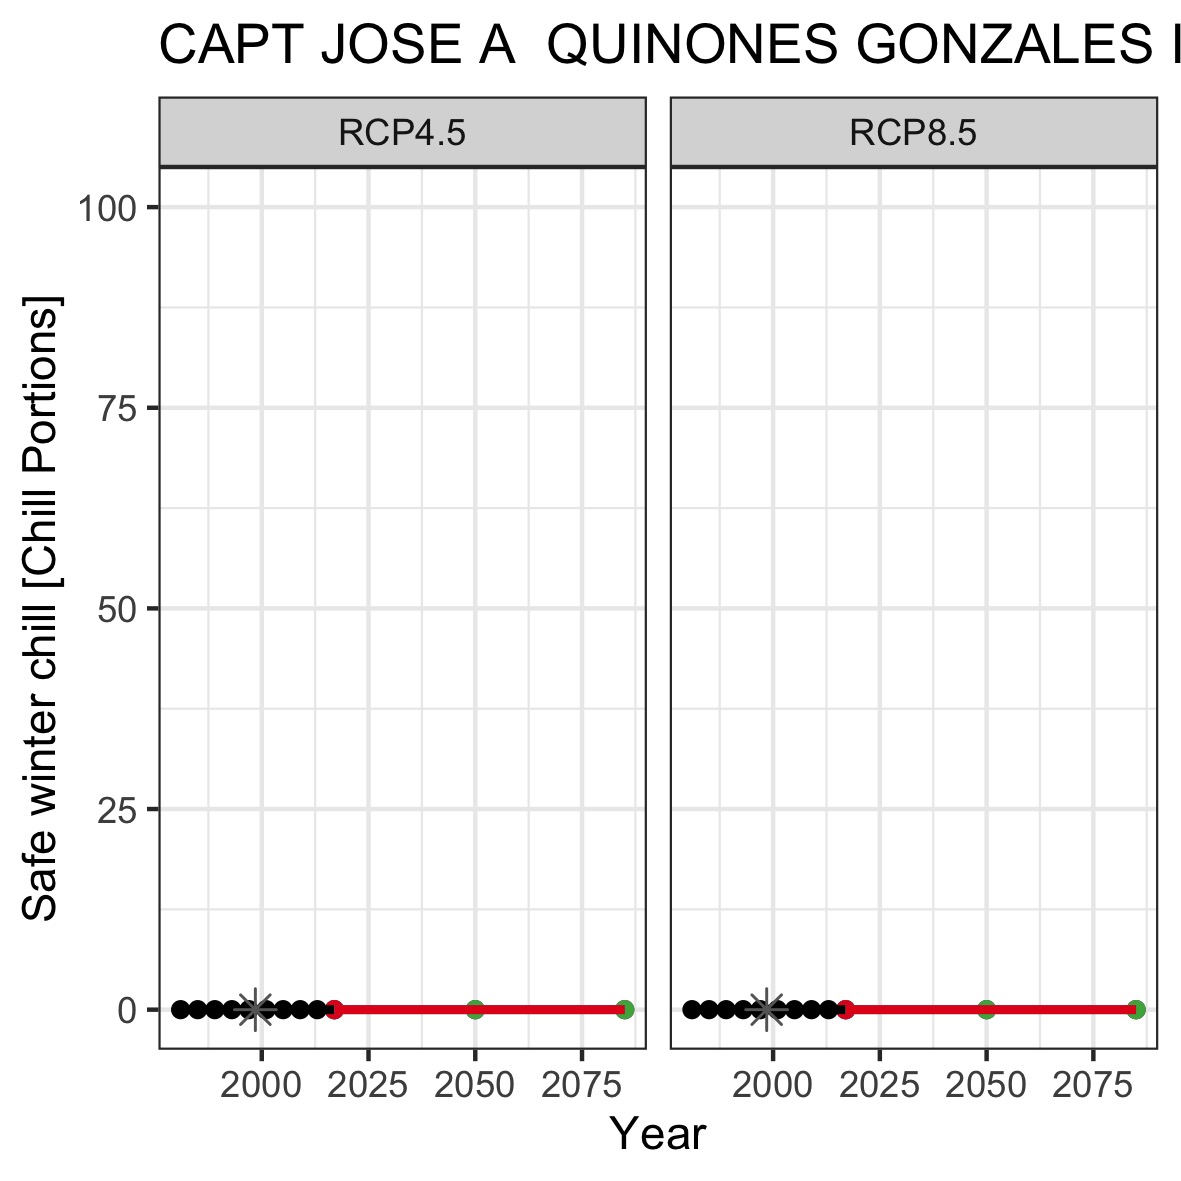 CAPT JOSE A  QUINONES GONZALES I
RCP4.5
RCP8.5
Safe winter chill [Chill Portions]
100
75
50
25
0
2000 2025 2050 2075
2000 2025 2050 2075
Year